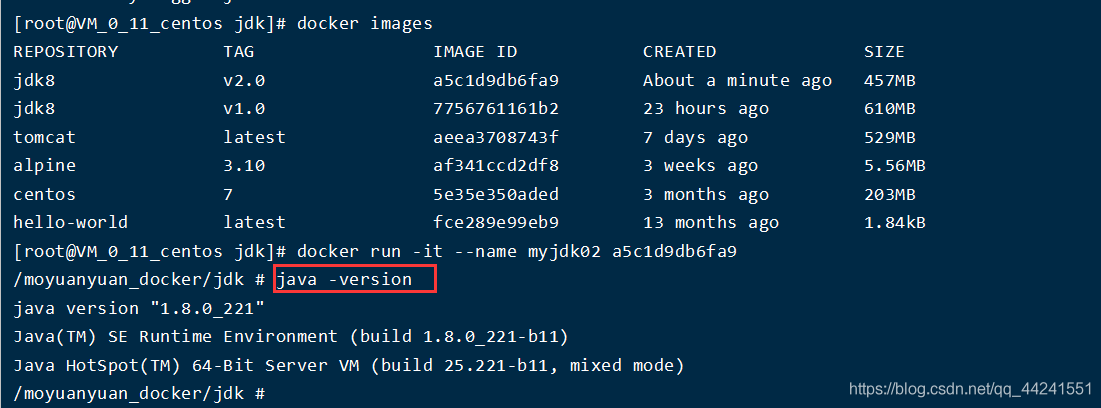 [root@VM_0_11_centos jdk]# docker images
REPOSITORY TAG IMAGE ID CREATED SIZE
jdk8 v2.0 a5c1d9db6fa9 About a minute ago 457MB
jdk8 v1.0 7756761161b2 23 hours ago 610MB
tomcat latest aeea3708743f 7 days ago 529MB
alpine 3.10 af341ccd2df8 3 weeks ago 5.56MB
centos 7 5e35e350aded 3 months ago 203MB
hello-world latest fce289e99eb9 13 months ago 1.84kB
[root@VM_0_11_centos jdk]# docker run -it --name myjdk02 a5c1d9db6fa9
/moyuanyuan_docker/jdk # java -version
java version "1.8.0_221"
Java(TM) SE Runtime Environment (build 1.8.0_221-b11)
Java HotSpot(TM) 64-Bit Server VM (build 25.221-b11, mixed mode)
/moyuanyuan_docker/jdk #
https://blog.csdn.net/qq_44241551